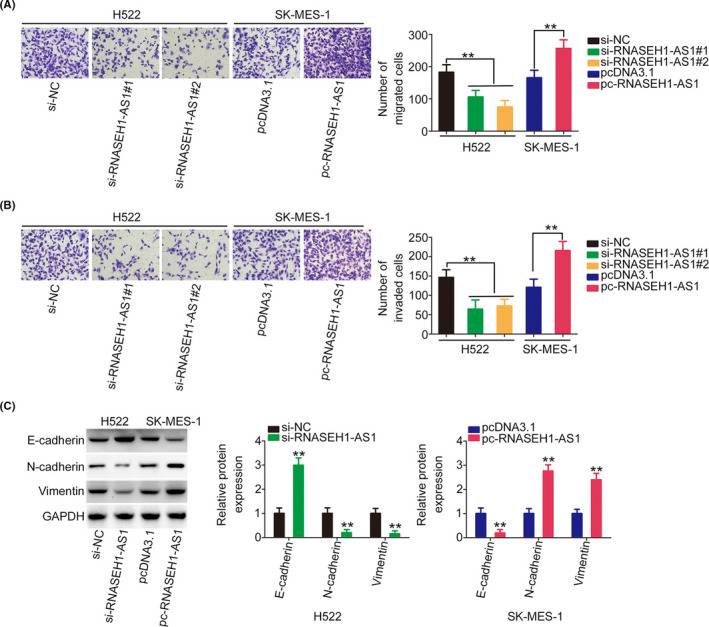 (A)
H522
SK-MES-1
si-NC
si-RNASEH1-AS1#1
si-RNASEH1-AS1#2
pcDNA3.1
pc-RNASEH1-AS1
Number of
migrated cells
400
300
200
100
0
**
**
H522
SK-MES-1
si-NC
si-RNASEH1-AS1#1
si-RNASEH1-AS1#2
pcDNA3.1
pc-RNASEH1-AS1
(B)
H522
SK-MES-1
si-NC
si-RNASEH1-AS1#1
si-RNASEH1-AS1#2
pcDNA3.1
pc-RNASEH1-AS1
Number of
invaded cells
250
200
150
100
50
0
**
**
H522
SK-MES-1
si-NC
si-RNASEH1-AS1#1
si-RNASEH1-AS1#2
pcDNA3.1
pc-RNASEH1-AS1
(C)
H522
SK-MES-1
E-cadherin
N-cadherin
Vimentin
GAPDH
si-NC
si-RNASEH1-AS1
pcDNA3.1
pc-RNASEH1-AS1
si-NC
si-RNASEH1-AS1
Relative protein
expression
4
3
2
1
0
**
**
**
E-cadherin
N-cadherin
Vimentin
H522
pcDNA3.1
pc-RNASEH1-AS1
Relative protein
expression
4
3
2
1
0
**
**
**
E-cadherin
N-cadherin
Vimentin
SK-MES-1